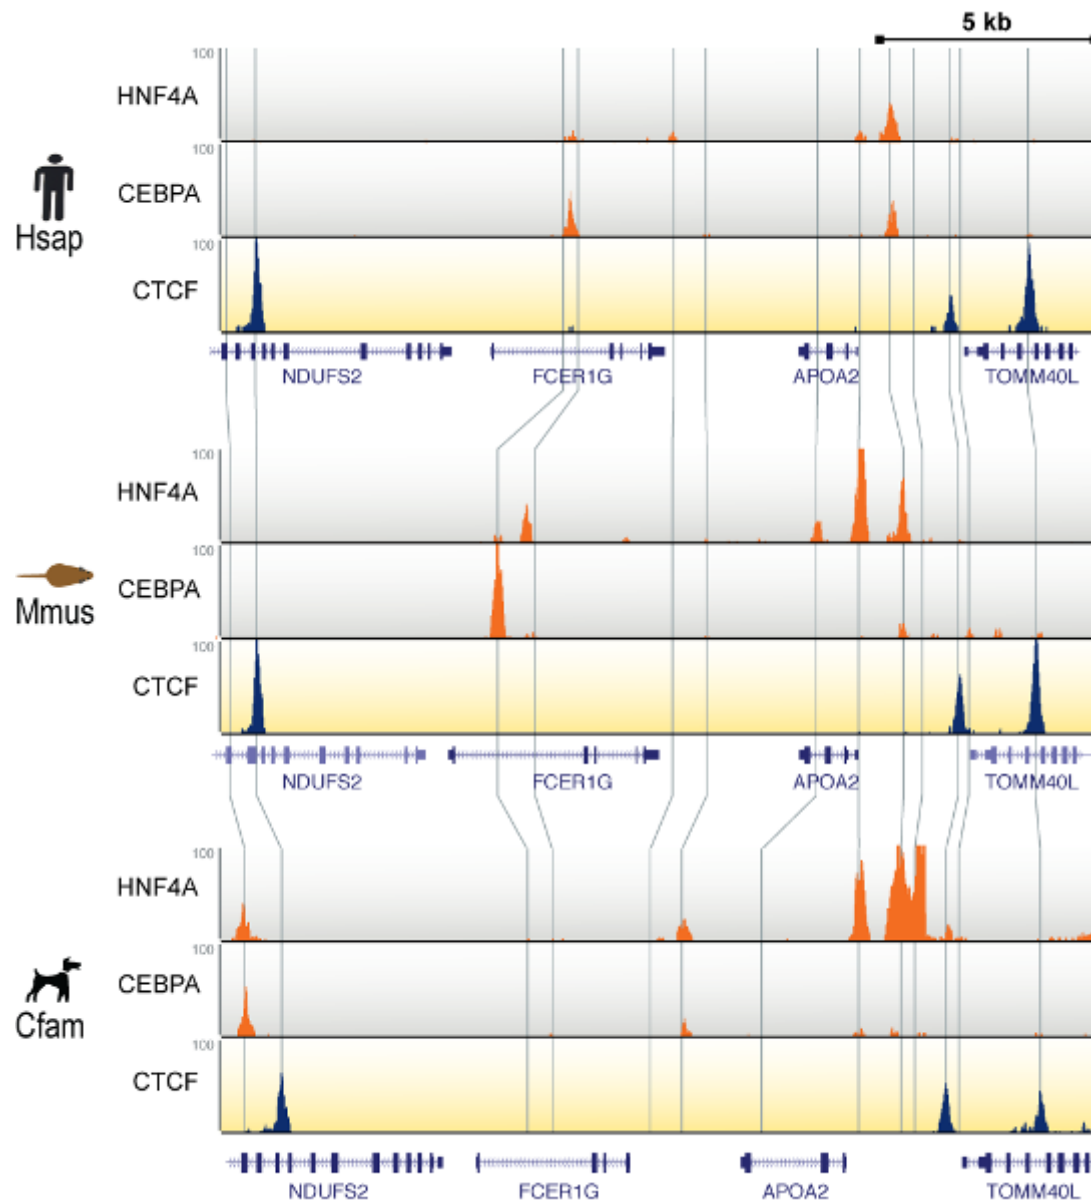 5 kb
100
HNF4A
100
CEBPA
Hsap
100
CTCF
NDUFS2 FCER1G APOA2 TOMM40L
100
HNF4A
100
CEBPA
Mmus
100
CTCF
NDUFS2 FCER1G APOA2 TOMM40L
100
HNF4A
100
CEBPA
Cfam
100
CTCF
NDUFS2 FCER1G APOA2 TOMM40L